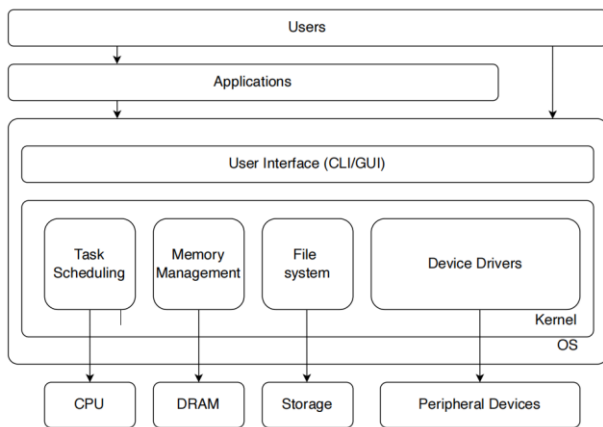 Users
Applications
User Interface (CLI/GUI)
Task
Scheduling
Memory
Management
File
system
Device Drivers
Kernel
OS
CPU
DRAM
Storage
Peripheral Devices